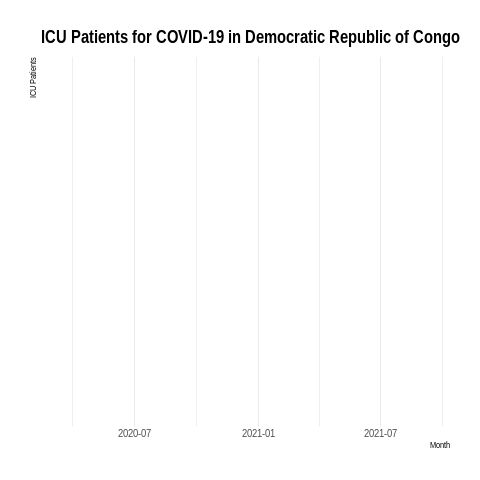 ICU Patients for COVID-19 in Democratic Republic of Congo
ICU Patients
2020-07
2021-01
2021-07
Month